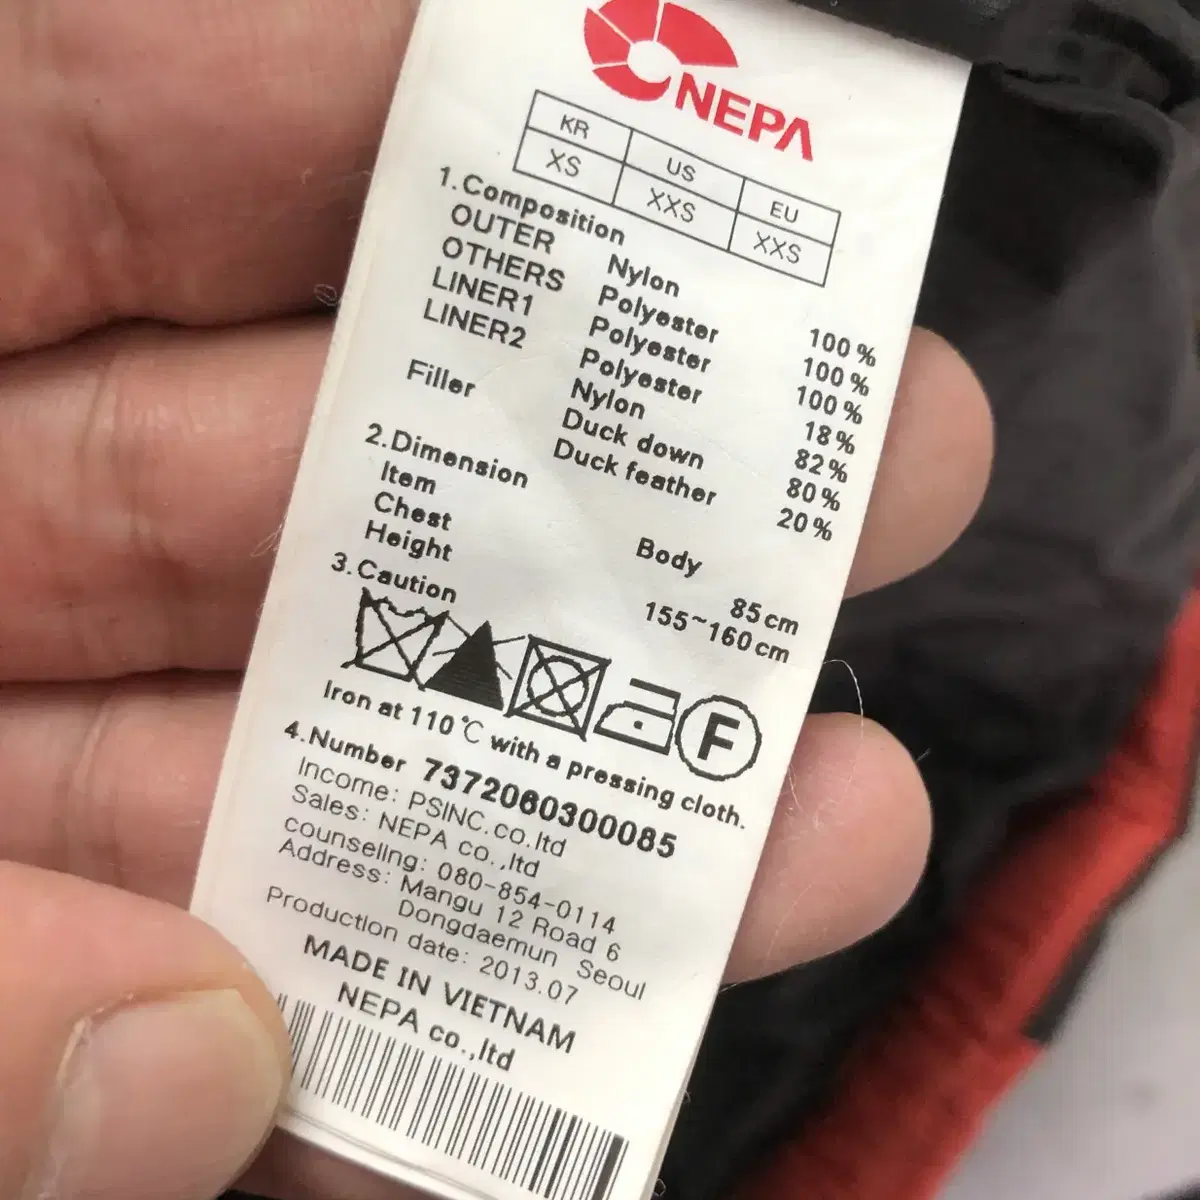 NEPA
KR US EU
XS XXS XXS
1.Composition
OUTER Nylon 100%
OTHERS Polyester 100%
LINER1 Polyester 100%
LINER2 Polyester 18%
Nylon 82%
Filler Duck down 80%
Duck feather 20%
2.Dimension
Item Body
Chest 85cm
Height 155~160cm
3.Caution
F
Iron at 110℃ with a pressing cloth.
4.Number 7372060300085
Income: PSINC.co.ltd
Sales: NEPA co.,ltd
counseling: 080-854-0114
Address: Mangu 12 Road 6
Dongdaemun Seoul
Production date: 2013.07
MADE IN VIETNAM
NEPA co.,ltd